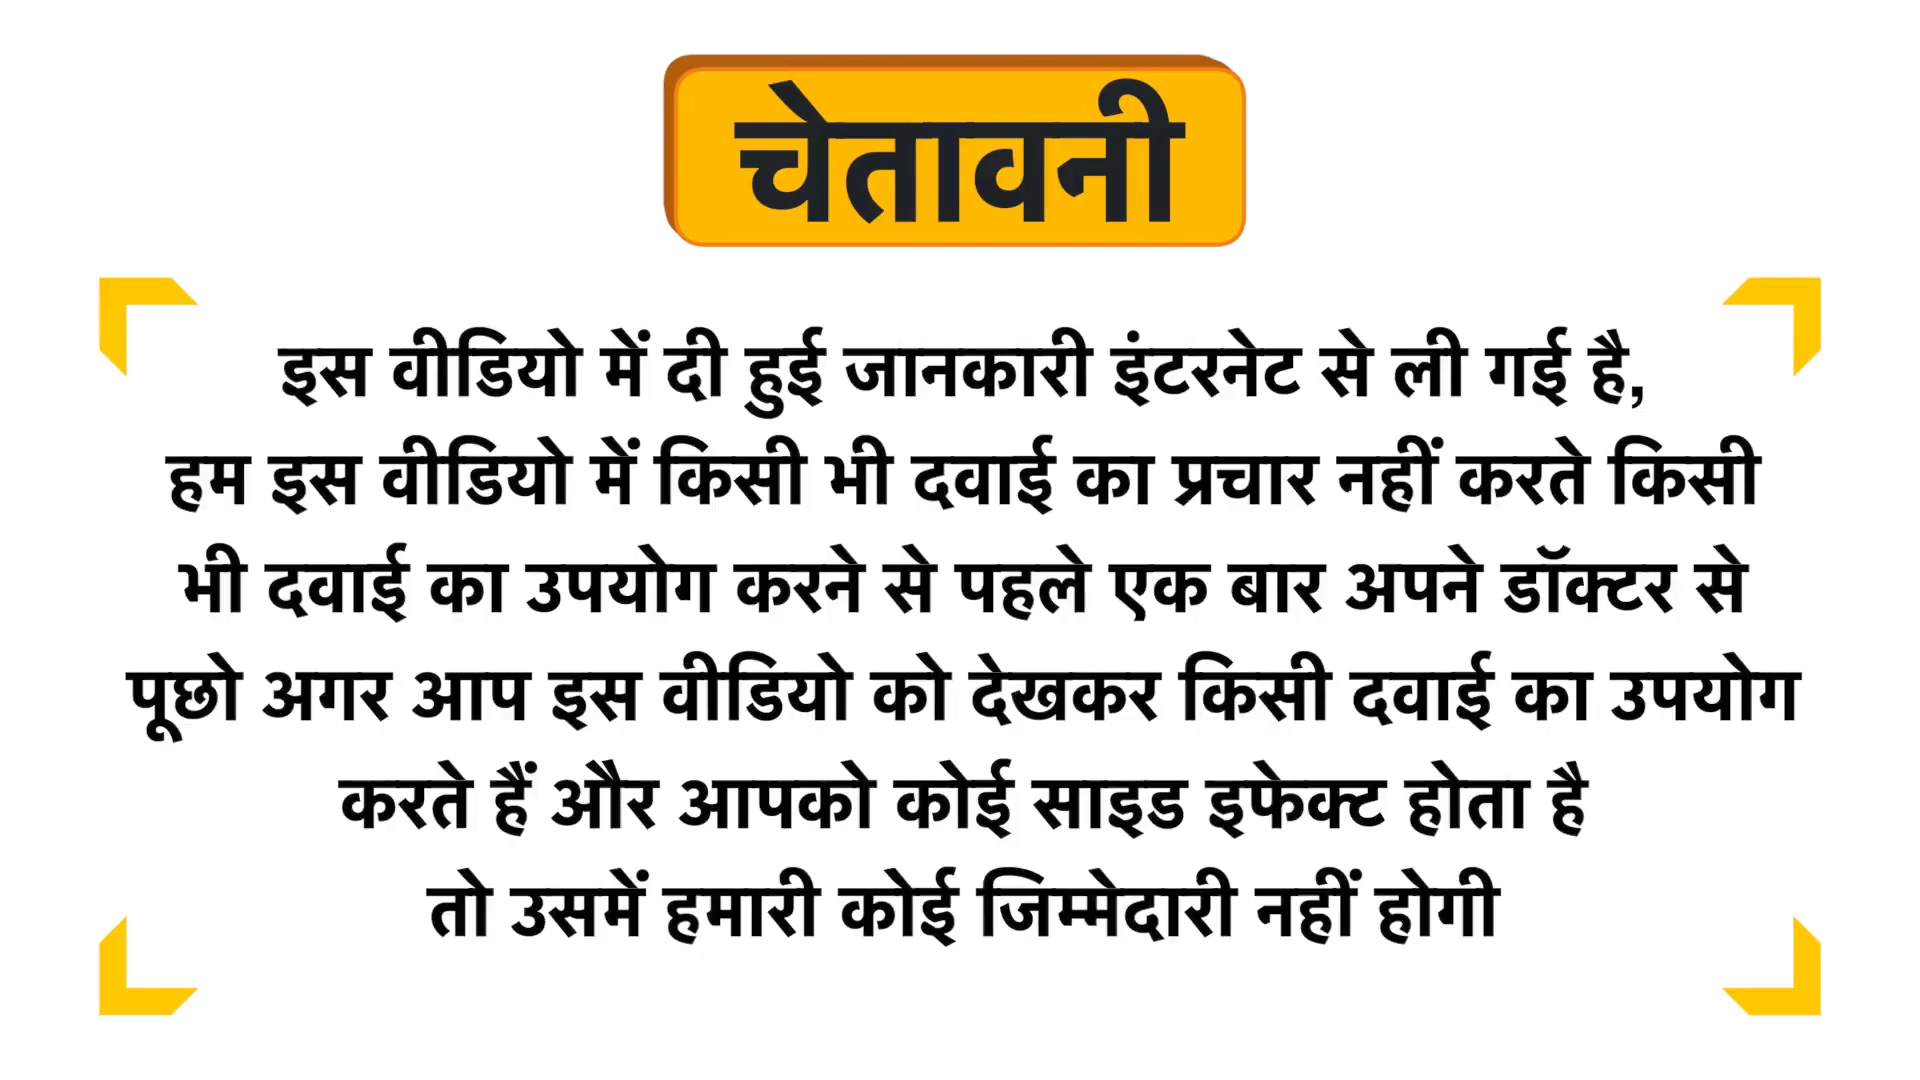 चेतावनी
इस वीडियो में दी हुई जानकारी इंटरनेट से ली गई है,
हम इस वीडियो में किसी भी दवाई का प्रचार नहीं करते किसी
भी दवाई का उपयोग करने से पहले एक बार अपने डॉक्टर से
पूछो अगर आप इस वीडियो को देखकर किसी दवाई का उपयोग
करते हैं और आपको कोई साइड इफेक्ट होता है
तो उसमें हमारी कोई जिम्मेदारी नहीं होगी